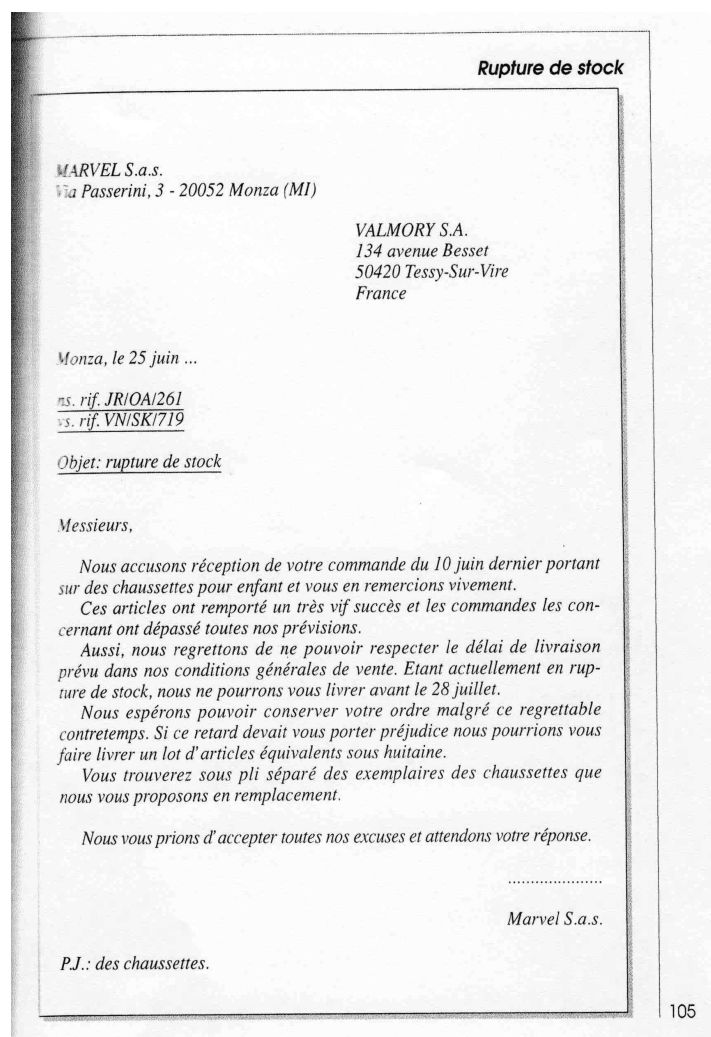 Rupture de stock
MARVEL S.a.s.
Via Passerini, 3 - 20052 Monza (MI)
VALMORY S.A.
134 avenue Besset
50420 Tessy-Sur-Vire
France
Monza, le 25 juin ...
ns. rif. JR/OA/261
vs. rif. VN/SK/719
Objet: rupture de stock
Messieurs,
Nous accusons réception de votre commande du 10 juin dernier portant
sur des chaussettes pour enfant et vous en remercions vivement.
Ces articles ont remporté un très vif succès et les commandes les con-
cernant ont dépassé toutes nos prévisions.
Aussi, nous regrettons de ne pouvoir respecter le délai de livraison
prévu dans nos conditions générales de vente. Etant actuellement en rup-
ture de stock, nous ne pourrons vous livrer avant le 28 juillet.
Nous espérons pouvoir conserver votre ordre malgré ce regrettable
contretemps. Si ce retard devait vous porter préjudice nous pourrions vous
faire livrer un lot d'articles équivalents sous huitaine.
Vous trouverez sous pli séparé des exemplaires des chaussettes que
nous vous proposons en remplacement.
Nous vous prions d'accepter toutes nos excuses et attendons votre réponse.
.....................
Marvel S.a.s.
P.J.: des chaussettes.
105